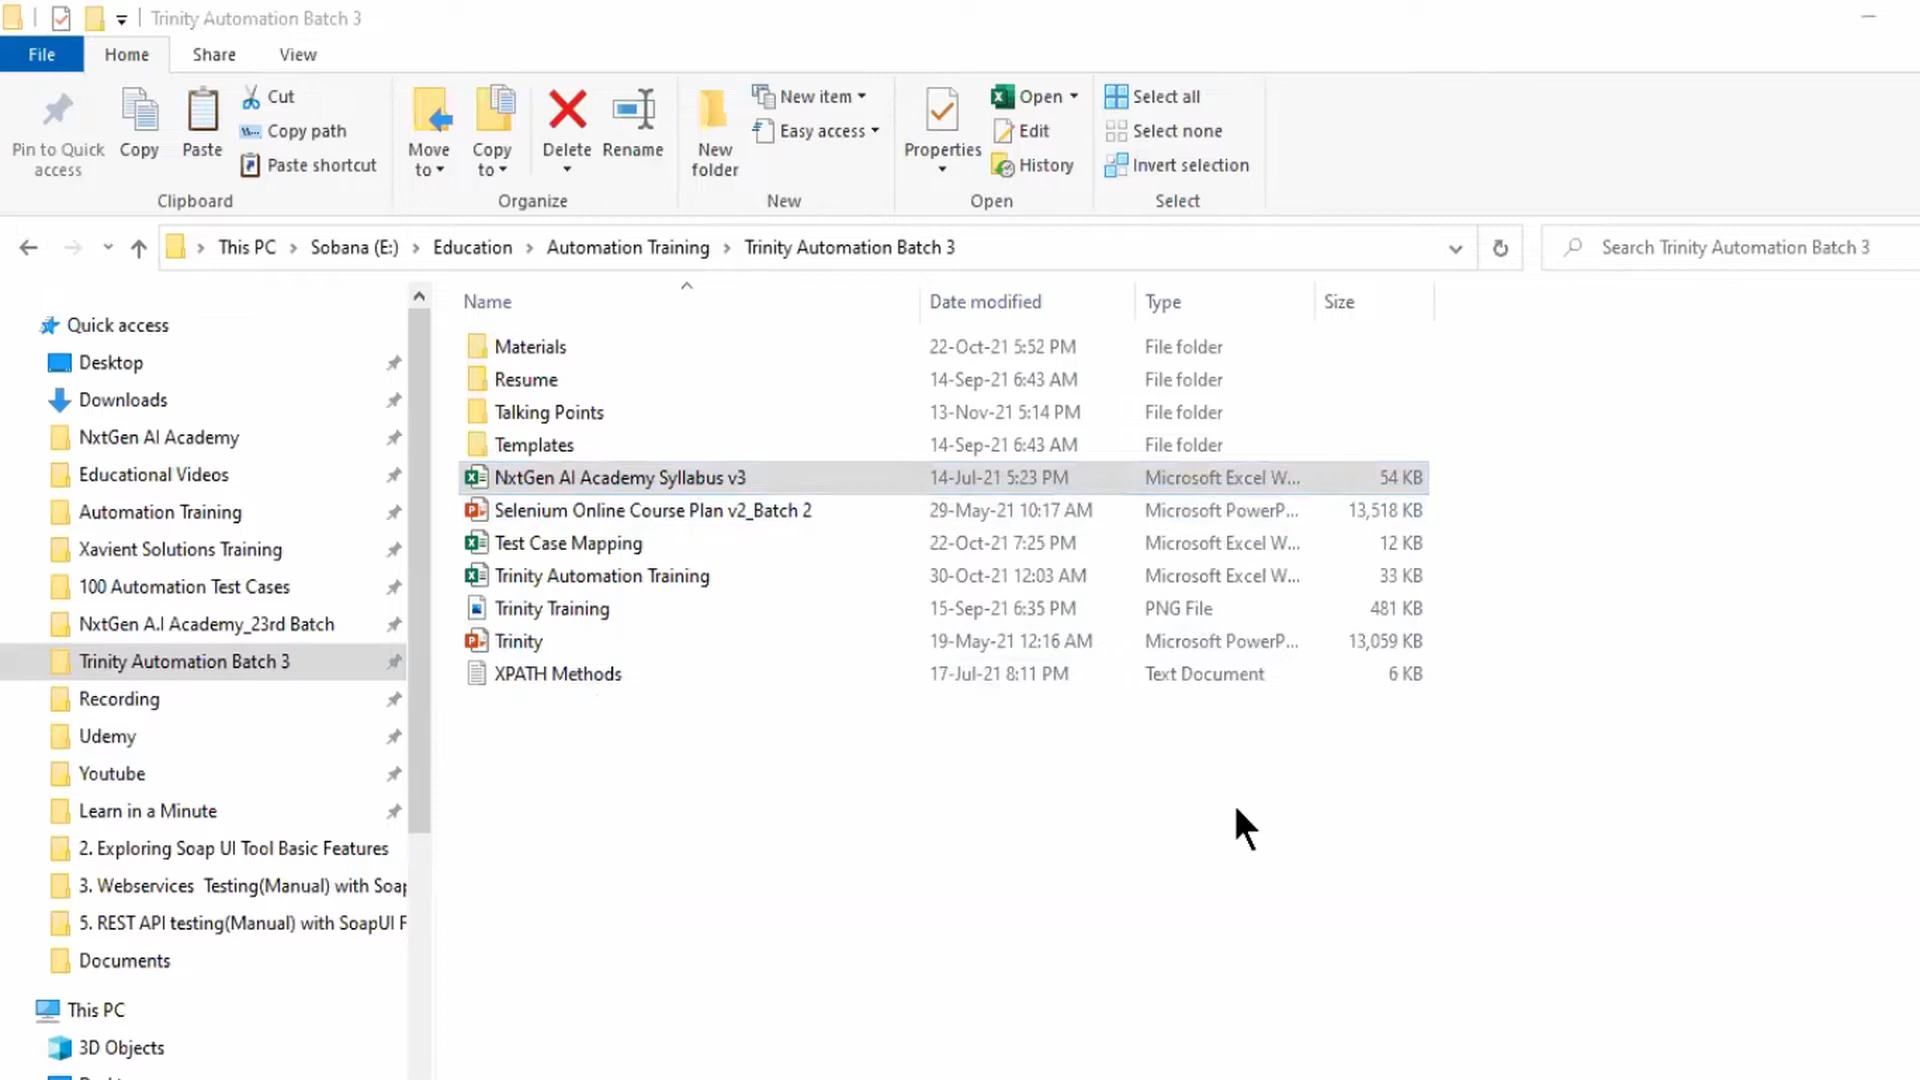 Trinity Automation Batch 3
File Home Share View
Pin to Quick access
Copy
Paste
Cut
Copy path
Paste shortcut
Clipboard
Move to
Copy to
Delete
Rename
Organize
New folder
New item
Easy access
New
Properties
Open
Edit
History
Open
Select all
Select none
Invert selection
Select
This PC > Sobana (E:) > Education > Automation Training > Trinity Automation Batch 3
Search Trinity Automation Batch 3
Quick access
Desktop
Downloads
NxtGen AI Academy
Educational Videos
Automation Training
Xavient Solutions Training
100 Automation Test Cases
NxtGen A.I Academy_23rd Batch
Trinity Automation Batch 3
Recording
Udemy
Youtube
Learn in a Minute
2. Exploring Soap UI Tool Basic Features
3. Webservices Testing(Manual) with Soap
5. REST API testing(Manual) with SoapUI F
Documents
This PC
3D Objects
Name Date modified Type Size
Materials 22-Oct-21 5:52 PM File folder
Resume 14-Sep-21 6:43 AM File folder
Talking Points 13-Nov-21 5:14 PM File folder
Templates 14-Sep-21 6:43 AM File folder
NxtGen AI Academy Syllabus v3 14-Jul-21 5:23 PM Microsoft Excel W... 54 KB
Selenium Online Course Plan v2_Batch 2 29-May-21 10:17 AM Microsoft PowerP... 13,518 KB
Test Case Mapping 22-Oct-21 7:25 PM Microsoft Excel W... 12 KB
Trinity Automation Training 30-Oct-21 12:03 AM Microsoft Excel W... 33 KB
Trinity Training 15-Sep-21 6:35 PM PNG File 481 KB
Trinity 19-May-21 12:16 AM Microsoft PowerP... 13,059 KB
XPATH Methods 17-Jul-21 8:11 PM Text Document 6 KB